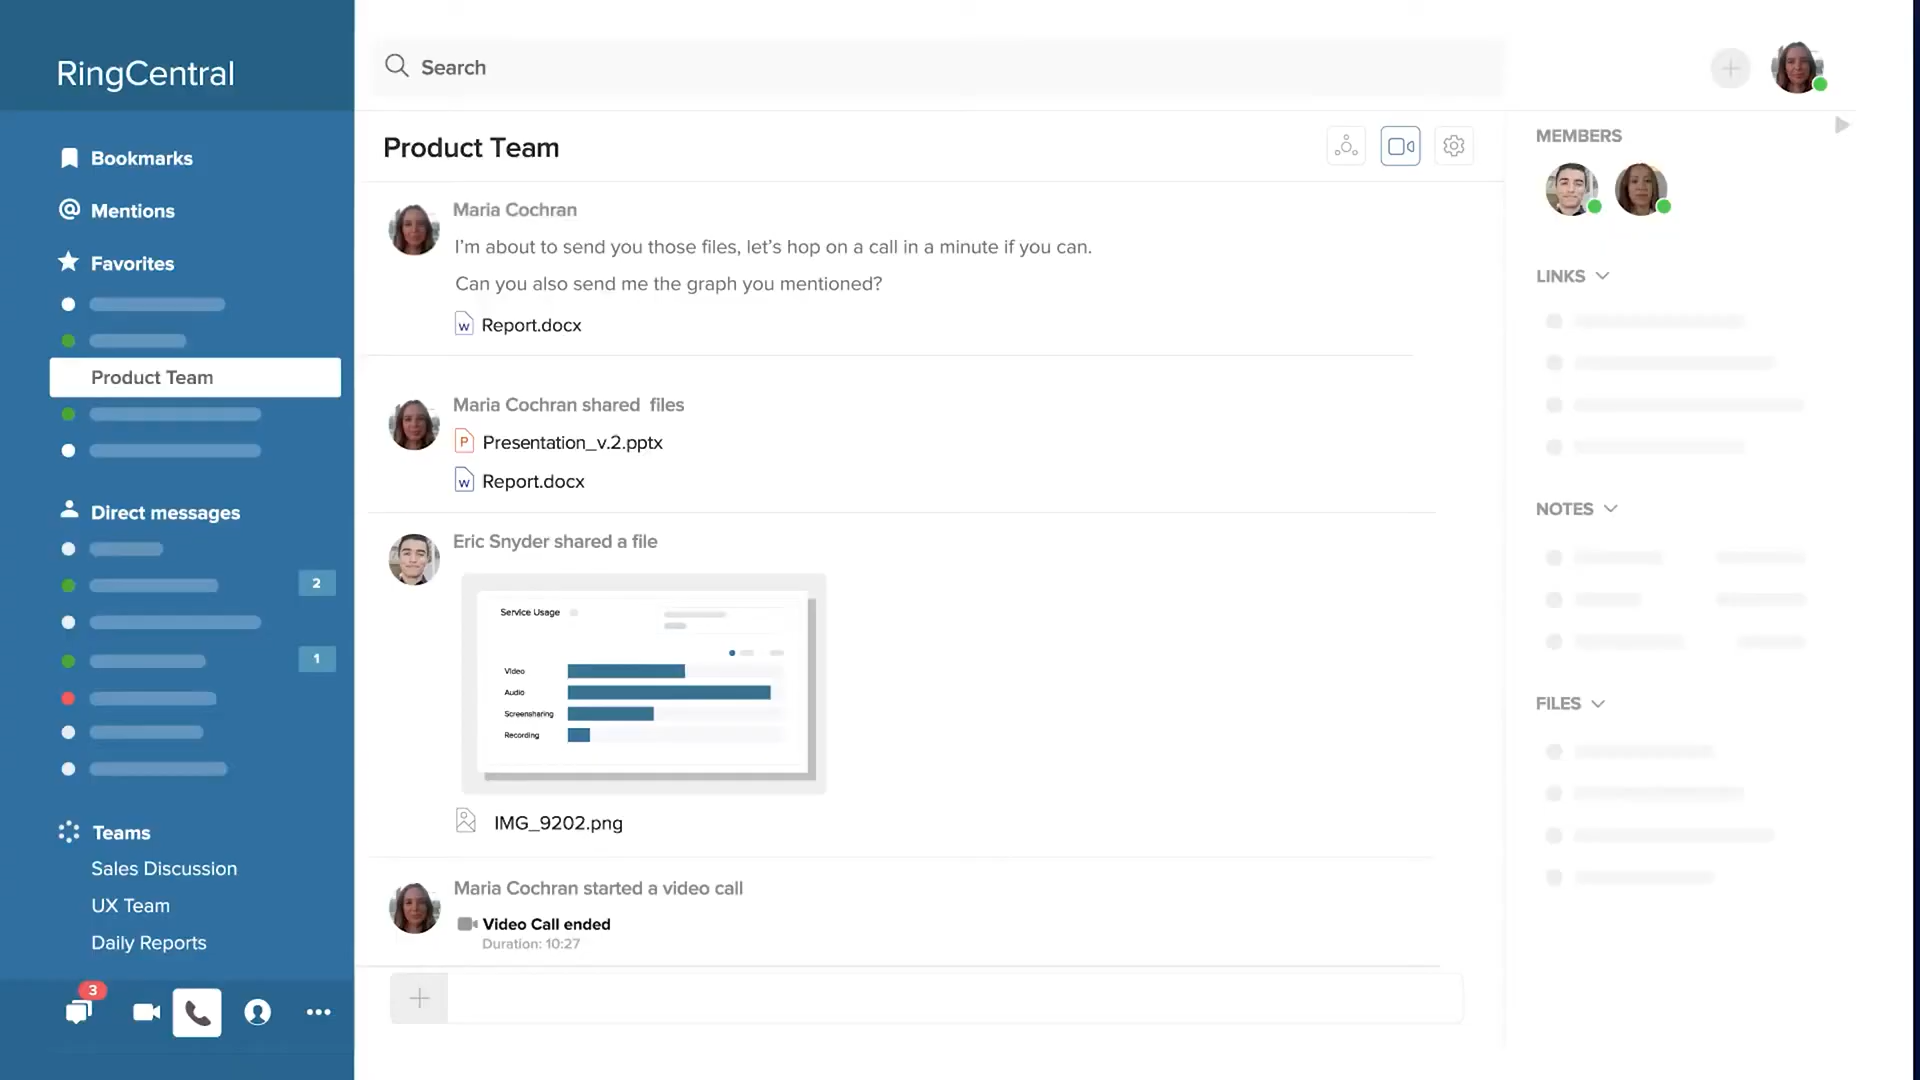 RingCentral
Bookmarks
Mentions
Favorites
Product Team
Direct messages
2
1
Teams
Sales Discussion
UX Team
Daily Reports
3
Search
Product Team
Maria Cochran
I’m about to send you those files, let’s hop on a call in a minute if you can.
Can you also send me the graph you mentioned?
W Report.docx
Maria Cochran shared files
P Presentation_v.2.pptx
W Report.docx
Eric Snyder shared a file
Service Usage
Video
Audio
Screensharing
Recording
IMG_9202.png
Maria Cochran started a video call
Video Call ended
Duration: 10:27
MEMBERS
LINKS
NOTES
FILES